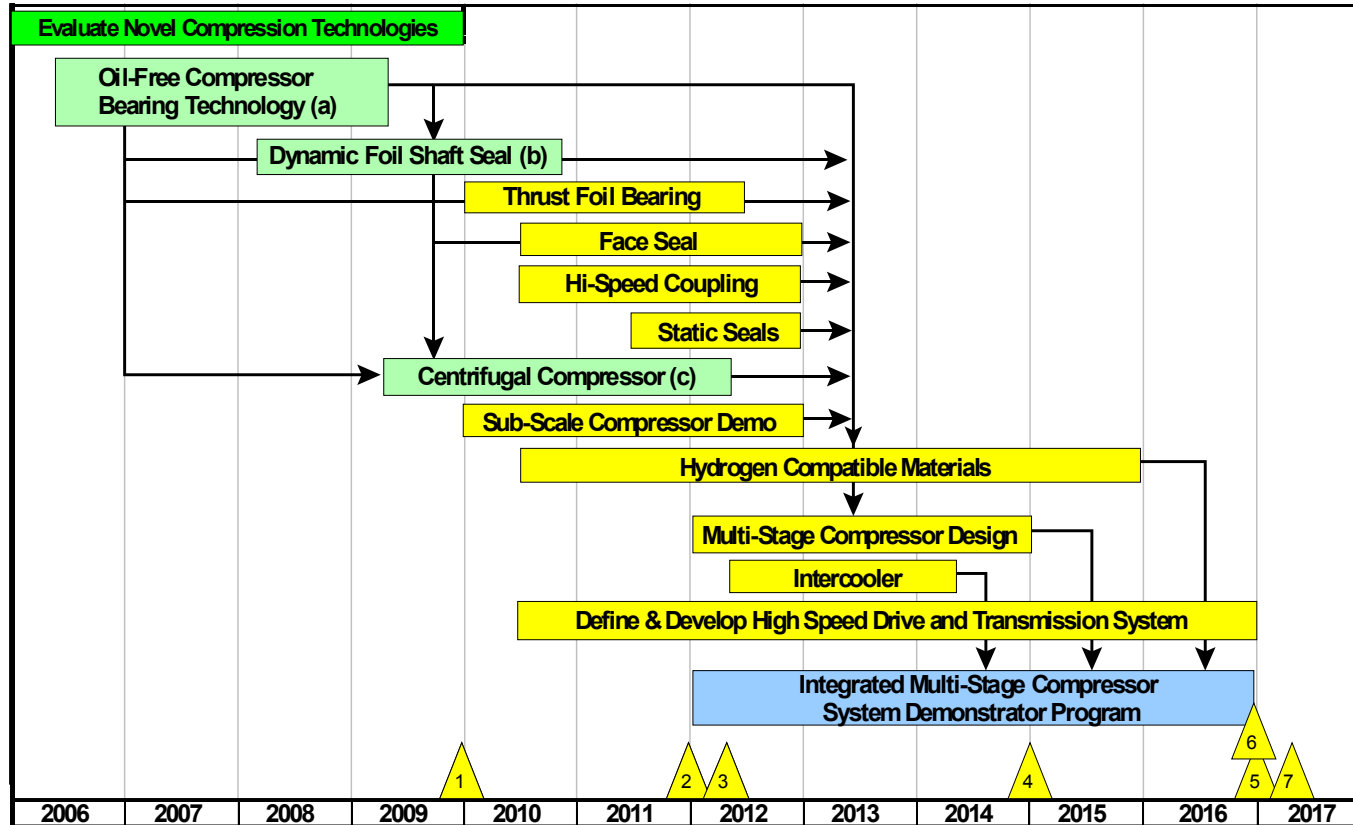 Evaluate Novel Compression Technologies
Oil-Free Compressor
Bearing Technology (a)
Dynamic Foil Shaft Seal (b)
Thrust Foil Bearing
Face Seal
Hi-Speed Coupling
Static Seals
Centrifugal Compressor (c)
Sub-Scale Compressor Demo
Hydrogen Compatible Materials
Multi-Stage Compressor Design
Intercooler
Define & Develop High Speed Drive and Transmission System
Integrated Multi-Stage Compressor
System Demonstrator Program
6
1 2 3 4 5 7
2006 2007 2008 2009 2010 2011 2012 2013 2014 2015 2016 2017